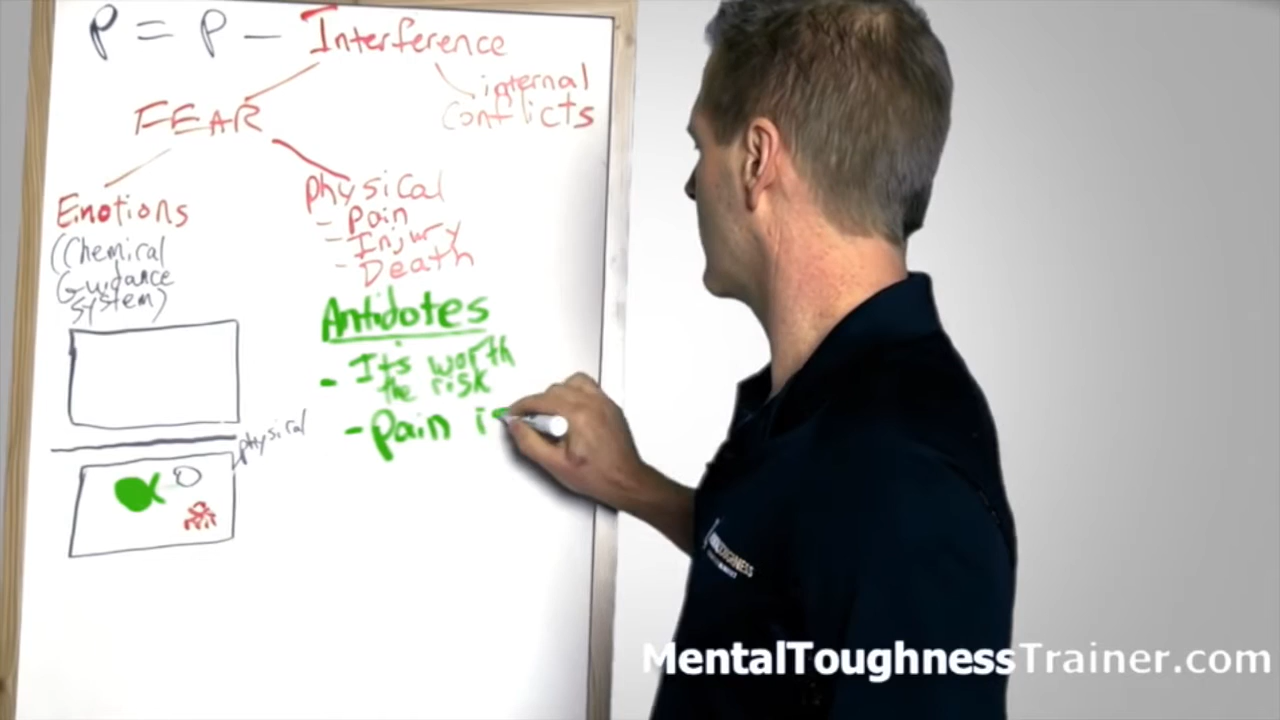 P = P - Interference
internal
Conflicts
FEAR
Emotions
(Chemical
Guidance
System)
Physical
- Pain
- Injury
- Death
Antidotes
- Its worth
the risk
- Pain is
physical
MentalToughnessTrainer.com